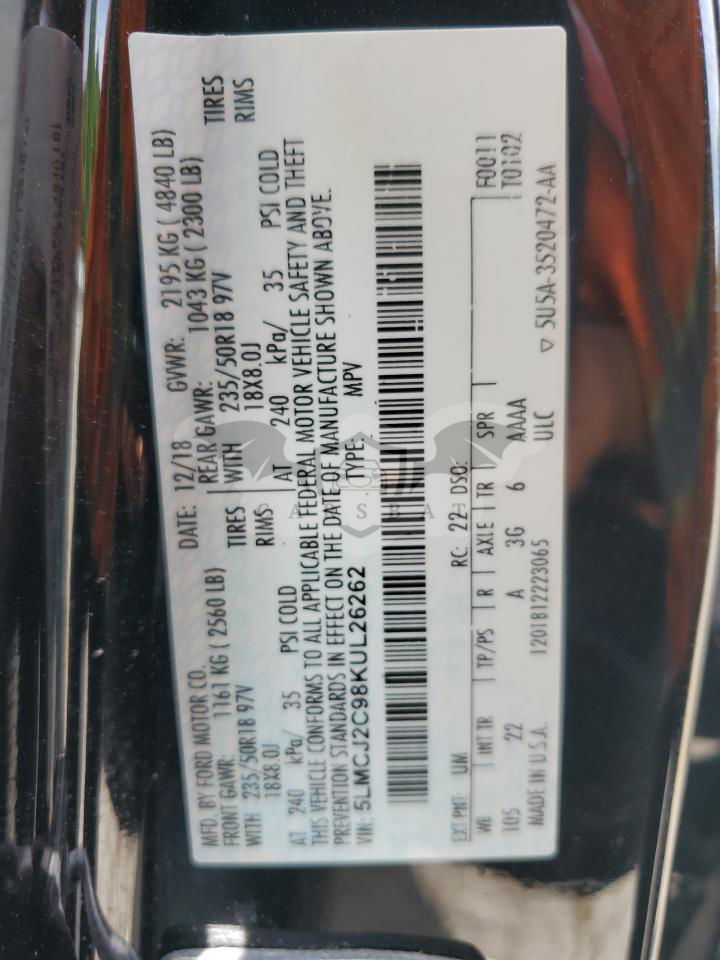 MFD. BY FORD MOTOR CO. DATE: 12/18 GVWR: 2195 KG ( 4840 LB)
FRONT GAWR: 1161 KG ( 2560 LB) REAR GAWR: 1043 KG ( 2300 LB)
WITH 235/50R18 97V TIRES WITH 235/50R18 97V TIRES
18X8.0J RIMS 18X8.0J RIMS
AT 240 kPa/ 35 PSI COLD AT 240 kPa/ 35 PSI COLD
THIS VEHICLE CONFORMS TO ALL APPLICABLE FEDERAL MOTOR VEHICLE SAFETY AND THEFT
PREVENTION STANDARDS IN EFFECT ON THE DATE OF MANUFACTURE SHOWN ABOVE.
VIN: 5LMCJ2C98KUL26262 TYPE: MPV
EXT PNT: UM RC: 22 DSO: F0011
WB INT TR TP/PS R AXLE TR SPR T0102
105 22 A 3G 6 AAAA
MADE IN U.S.A. 1201812223065 ULC ▽ 5U5A-3520472-AA